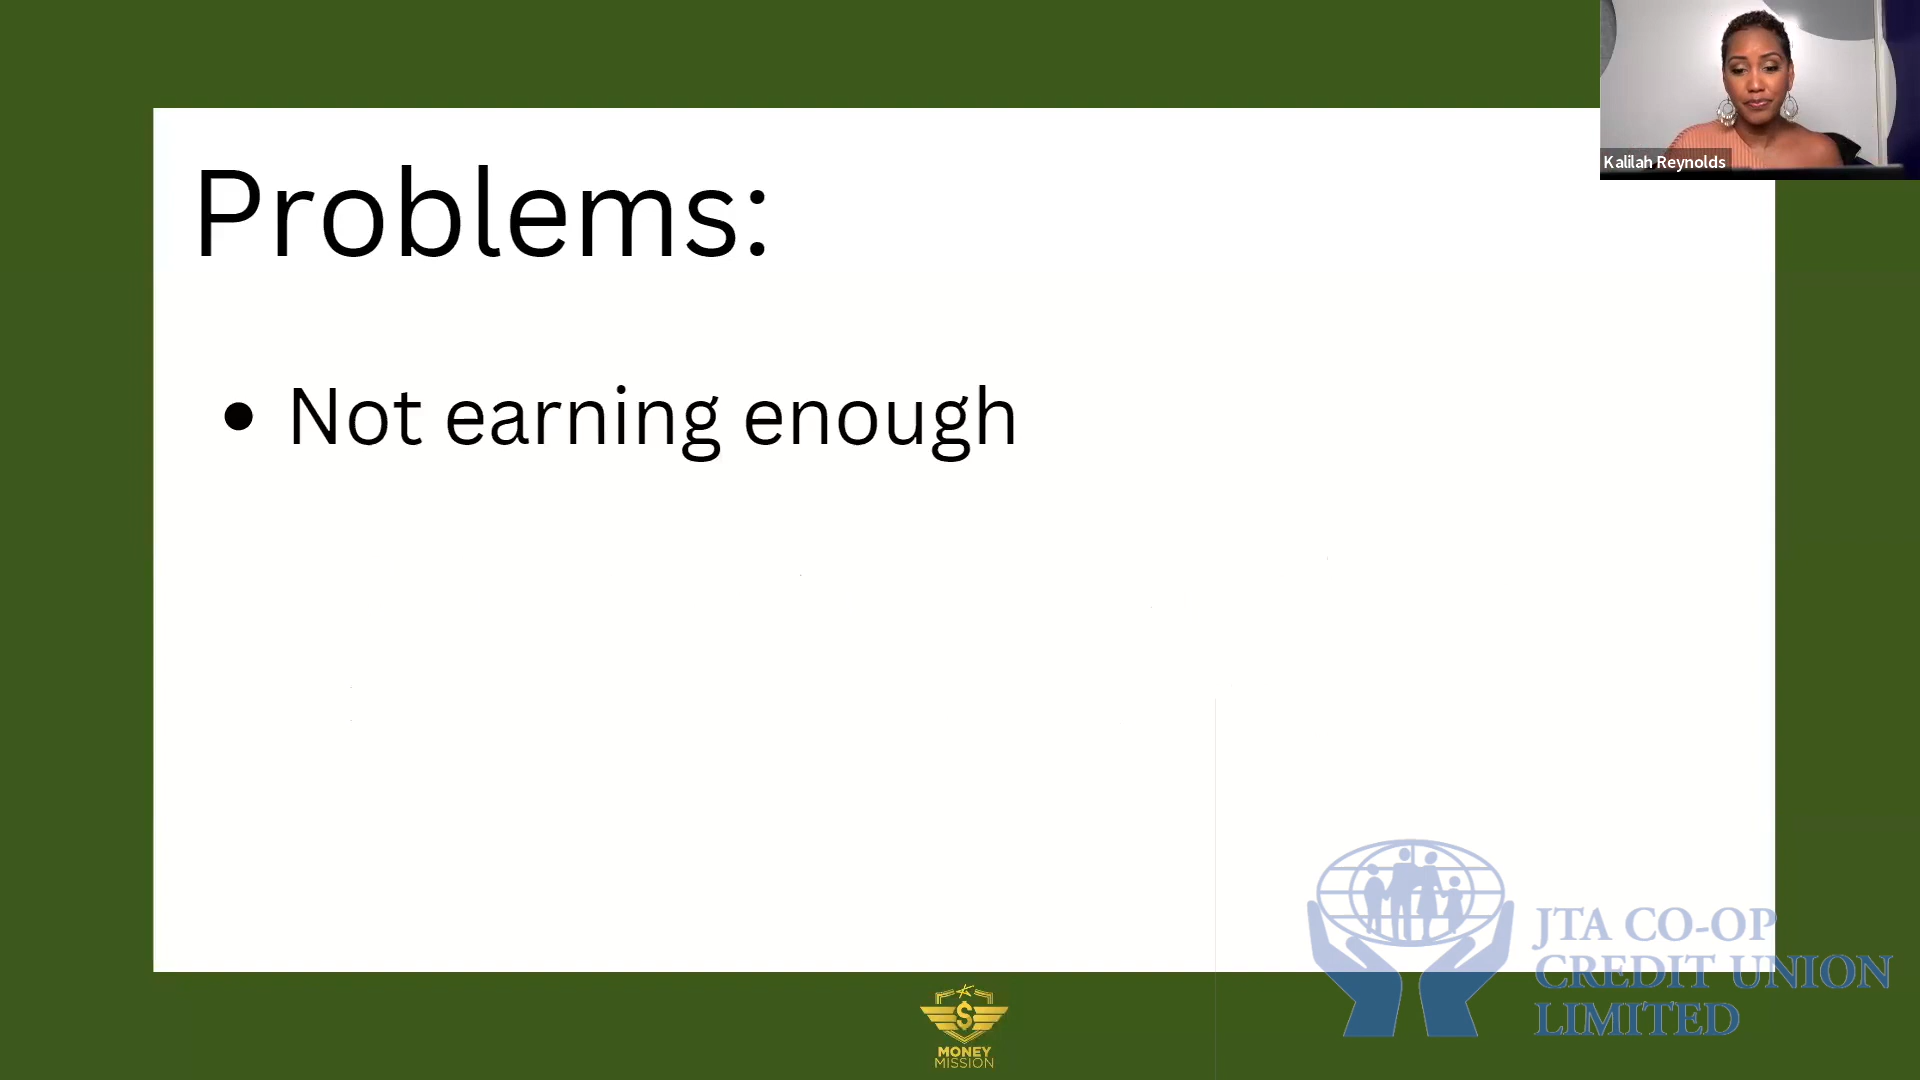 Kalilah Reynolds
Problems:
• Not earning enough
JTA CO-OP
CREDIT UNION
LIMITED
$
MONEY
MISSION